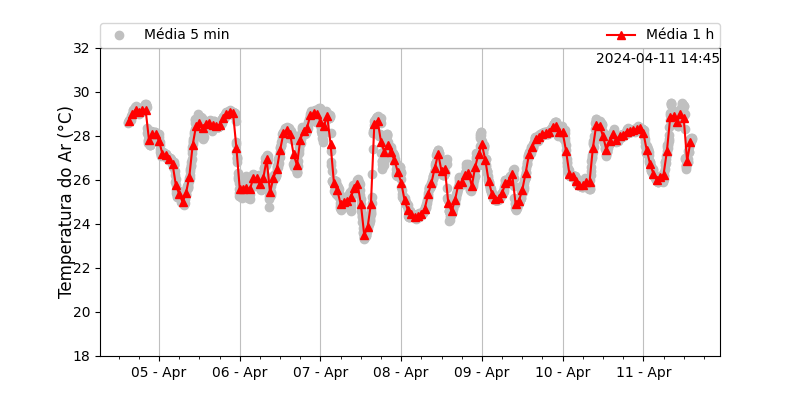 Média 5 min
Média 1 h
2024-04-11 14:45
Temperatura do Ar (°C)
32
30
28
26
24
22
20
18
05 - Apr
06 - Apr
07 - Apr
08 - Apr
09 - Apr
10 - Apr
11 - Apr